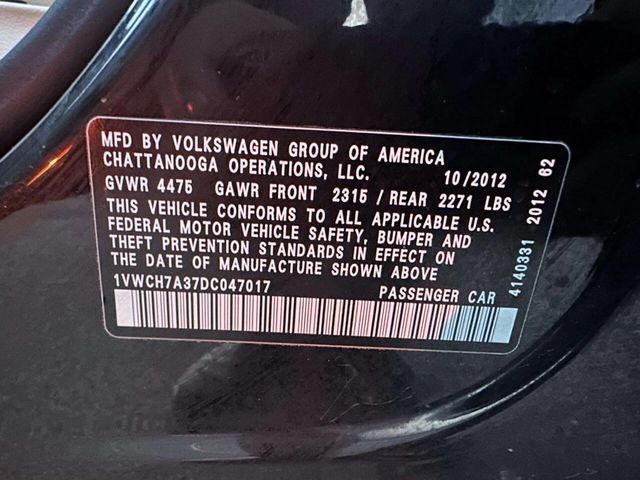 MFD BY VOLKSWAGEN GROUP OF AMERICA
CHATTANOOGA OPERATIONS, LLC. 10/2012
GVWR 4475 GAWR FRONT 2315 / REAR 2271 LBS
THIS VEHICLE CONFORMS TO ALL APPLICABLE U.S.
FEDERAL MOTOR VEHICLE SAFETY, BUMPER AND
THEFT PREVENTION STANDARDS IN EFFECT ON
THE DATE OF MANUFACTURE SHOWN ABOVE
1VWCH7A37DC047017 PASSENGER CAR
4140331 2012 62